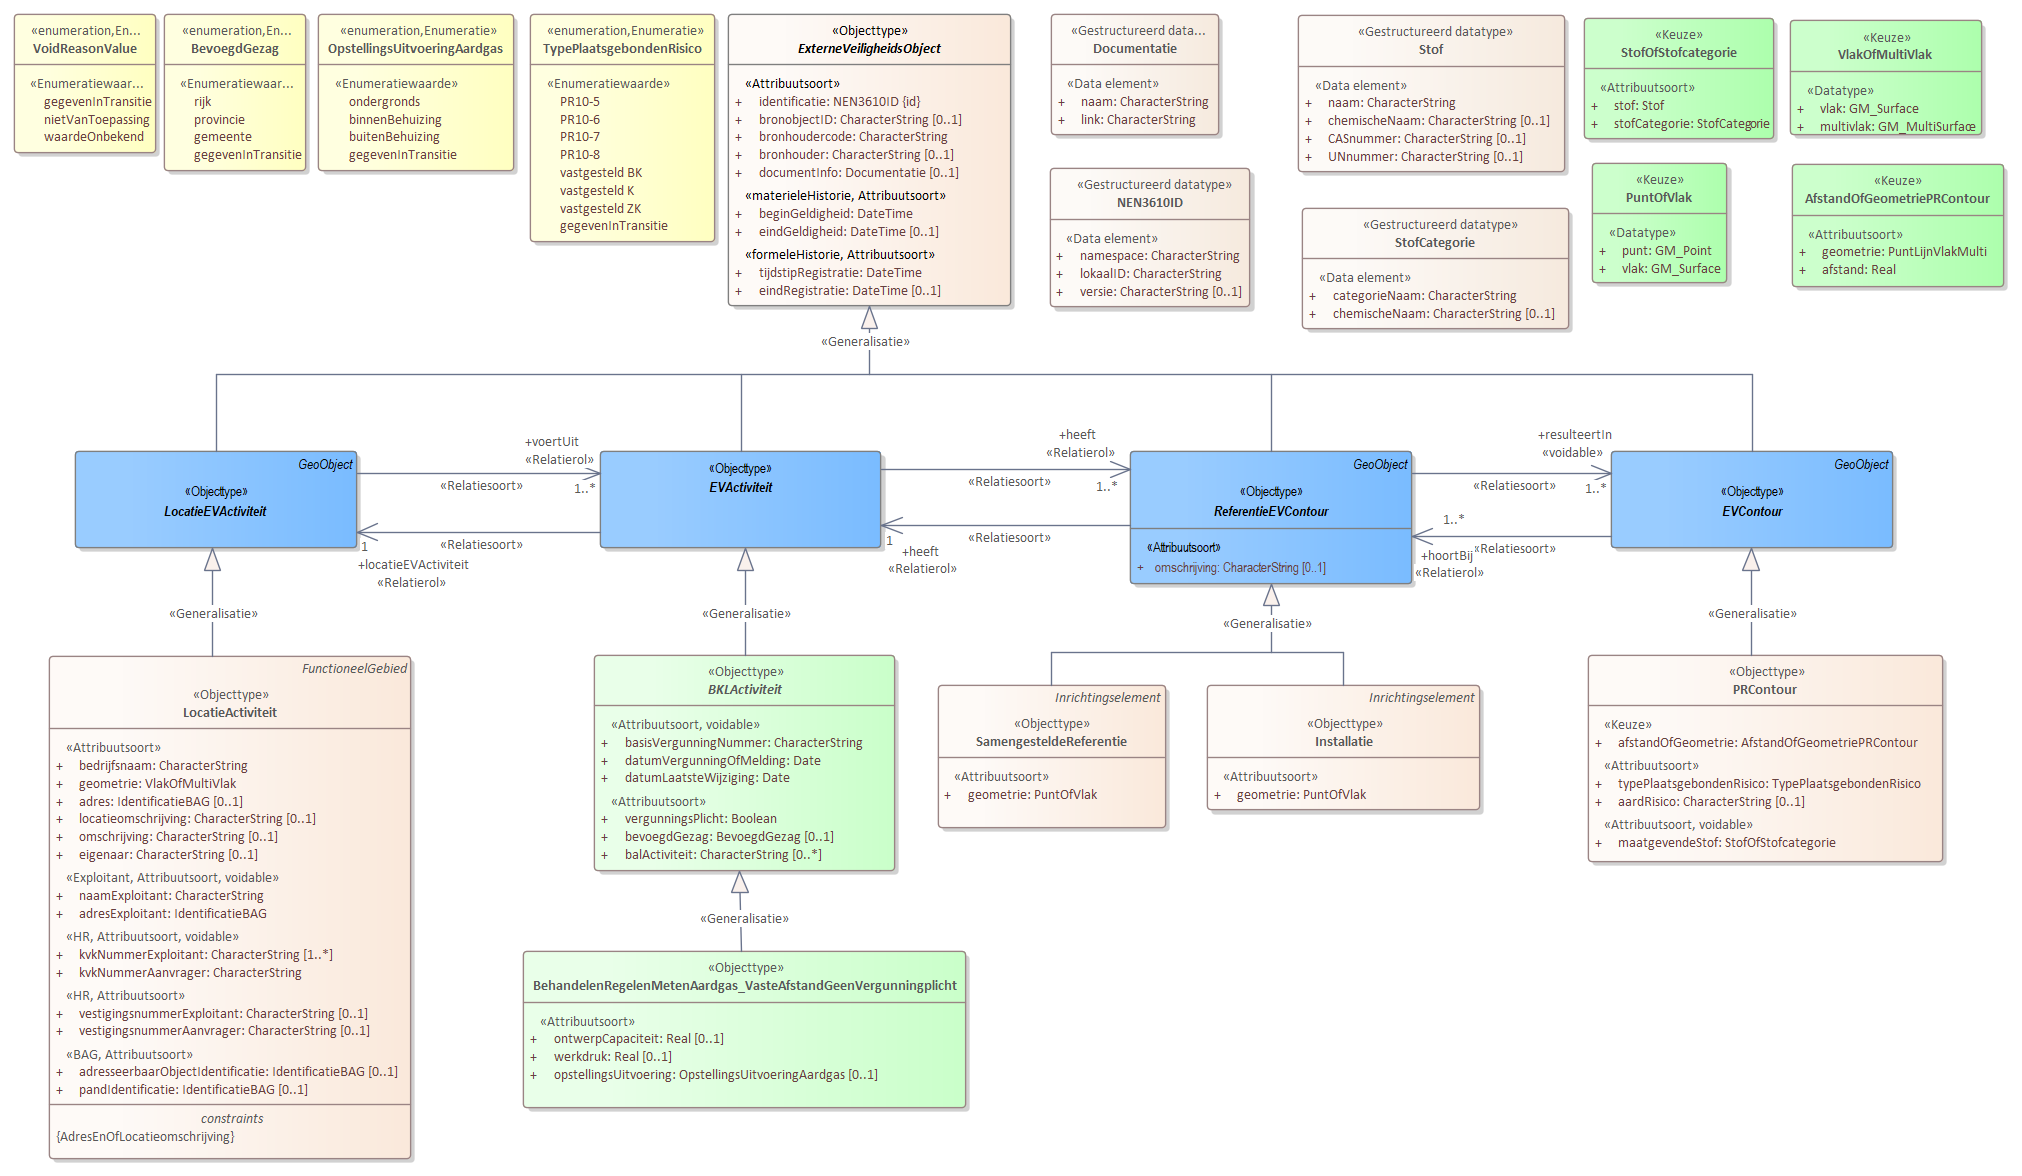 «enumeration,En...
VoidReasonValue
«Enumeratiewaar...
gegevenInTransitie
nietVanToepassing
waardeOnbekend
«enumeration,En...
BevoegdGezag
«Enumeratiewaar...
rijk
provincie
gemeente
gegevenInTransitie
«enumeration,Enumeratie»
OpstellingsUitvoeringAardgas
«Enumeratiewaarde»
ondergronds
binnenBehuizing
buitenBehuizing
gegevenInTransitie
«enumeration,Enumeratie»
TypePlaatsgebondenRisico
«Enumeratiewaarde»
PR10-5
PR10-6
PR10-7
PR10-8
vastgesteld BK
vastgesteld K
vastgesteld ZK
gegevenInTransitie
«Objecttype»
ExterneVeiligheidsObject
«Attribuutsoort»
+ identificatie: NEN3610ID {id}
+ bronobjectID: CharacterString [0..1]
+ bronhoudercode: CharacterString
+ bronhouder: CharacterString [0..1]
+ documentInfo: Documentatie [0..1]
«materieleHistorie, Attribuutsoort»
+ beginGeldigheid: DateTime
+ eindGeldigheid: DateTime [0..1]
«formeleHistorie, Attribuutsoort»
+ tijdstipRegistratie: DateTime
+ eindRegistratie: DateTime [0..1]
«Gestructureerd data...
Documentatie
«Data element»
+ naam: CharacterString
+ link: CharacterString
«Gestructureerd datatype»
NEN3610ID
«Data element»
+ namespace: CharacterString
+ lokaalID: CharacterString
+ versie: CharacterString [0..1]
«Gestructureerd datatype»
Stof
«Data element»
+ naam: CharacterString
+ chemischeNaam: CharacterString [0..1]
+ CASnummer: CharacterString [0..1]
+ UNnummer: CharacterString [0..1]
«Gestructureerd datatype»
StofCategorie
«Data element»
+ categorieNaam: CharacterString
+ chemischeNaam: CharacterString [0..1]
«Keuze»
StofOfStofcategorie
«Attribuutsoort»
+ stof: Stof
+ stofCategorie: StofCategorie
«Keuze»
PuntOfVlak
«Datatype»
+ punt: GM_Point
+ vlak: GM_Surface
«Keuze»
VlakOfMultiVlak
«Datatype»
+ vlak: GM_Surface
+ multivlak: GM_MultiSurface
«Keuze»
AfstandOfGeometriePRContour
«Attribuutsoort»
+ geometrie: PuntLijnVlakMulti
+ afstand: Real
«Generalisatie»
GeoObject
«Objecttype»
LocatieEVActiviteit
+voertUit
«Relatierol»
«Relatiesoort»
1..*
«Relatiesoort»
1
+locatieEVActiviteit
«Relatierol»
«Objecttype»
EVActiviteit
+heeft
«Relatierol»
«Relatiesoort»
1..*
«Relatiesoort»
1
+heeft
«Relatierol»
GeoObject
«Objecttype»
ReferentieEVContour
«Attribuutsoort»
+ omschrijving: CharacterString [0..1]
+resulteertIn
«voidable»
«Relatiesoort»
1..*
1..*
«Relatiesoort»
+hoortBij
«Relatierol»
GeoObject
«Objecttype»
EVContour
«Generalisatie»
«Generalisatie»
«Generalisatie»
«Generalisatie»
FunctioneelGebied
«Objecttype»
LocatieActiviteit
«Attribuutsoort»
+ bedrijfsnaam: CharacterString
+ geometrie: VlakOfMultiVlak
+ adres: IdentificatieBAG [0..1]
+ locatieomschrijving: CharacterString [0..1]
+ omschrijving: CharacterString [0..1]
+ eigenaar: CharacterString [0..1]
«Exploitant, Attribuutsoort, voidable»
+ naamExploitant: CharacterString
+ adresExploitant: IdentificatieBAG
«HR, Attribuutsoort, voidable»
+ kvkNummerExploitant: CharacterString [1..*]
+ kvkNummerAanvrager: CharacterString
«HR, Attribuutsoort»
+ vestigingsnummerExploitant: CharacterString [0..1]
+ vestigingsnummerAanvrager: CharacterString [0..1]
«BAG, Attribuutsoort»
+ adresseerbaarObjectIdentificatie: IdentificatieBAG [0..1]
+ pandIdentificatie: IdentificatieBAG [0..1]
constraints
{AdresEnOfLocatieomschrijving}
«Objecttype»
BKLActiviteit
«Attribuutsoort, voidable»
+ basisVergunningNummer: CharacterString
+ datumVergunningOfMelding: Date
+ datumLaatsteWijziging: Date
«Attribuutsoort»
+ vergunningsPlicht: Boolean
+ bevoegdGezag: BevoegdGezag [0..1]
+ balActiviteit: CharacterString [0..*]
«Generalisatie»
«Objecttype»
BehandelenRegelenMetenAardgas_VasteAfstandGeenVergunningplicht
«Attribuutsoort»
+ ontwerpCapaciteit: Real [0..1]
+ werkdruk: Real [0..1]
+ opstellingsUitvoering: OpstellingsUitvoeringAardgas [0..1]
Inrichtingselement
«Objecttype»
SamengesteldeReferentie
«Attribuutsoort»
+ geometrie: PuntOfVlak
Inrichtingselement
«Objecttype»
Installatie
«Attribuutsoort»
+ geometrie: PuntOfVlak
«Objecttype»
PRContour
«Keuze»
+ afstandOfGeometrie: AfstandOfGeometriePRContour
«Attribuutsoort»
+ typePlaatsgebondenRisico: TypePlaatsgebondenRisico
+ aardRisico: CharacterString [0..1]
«Attribuutsoort, voidable»
+ maatgevendeStof: StofOfStofcategorie